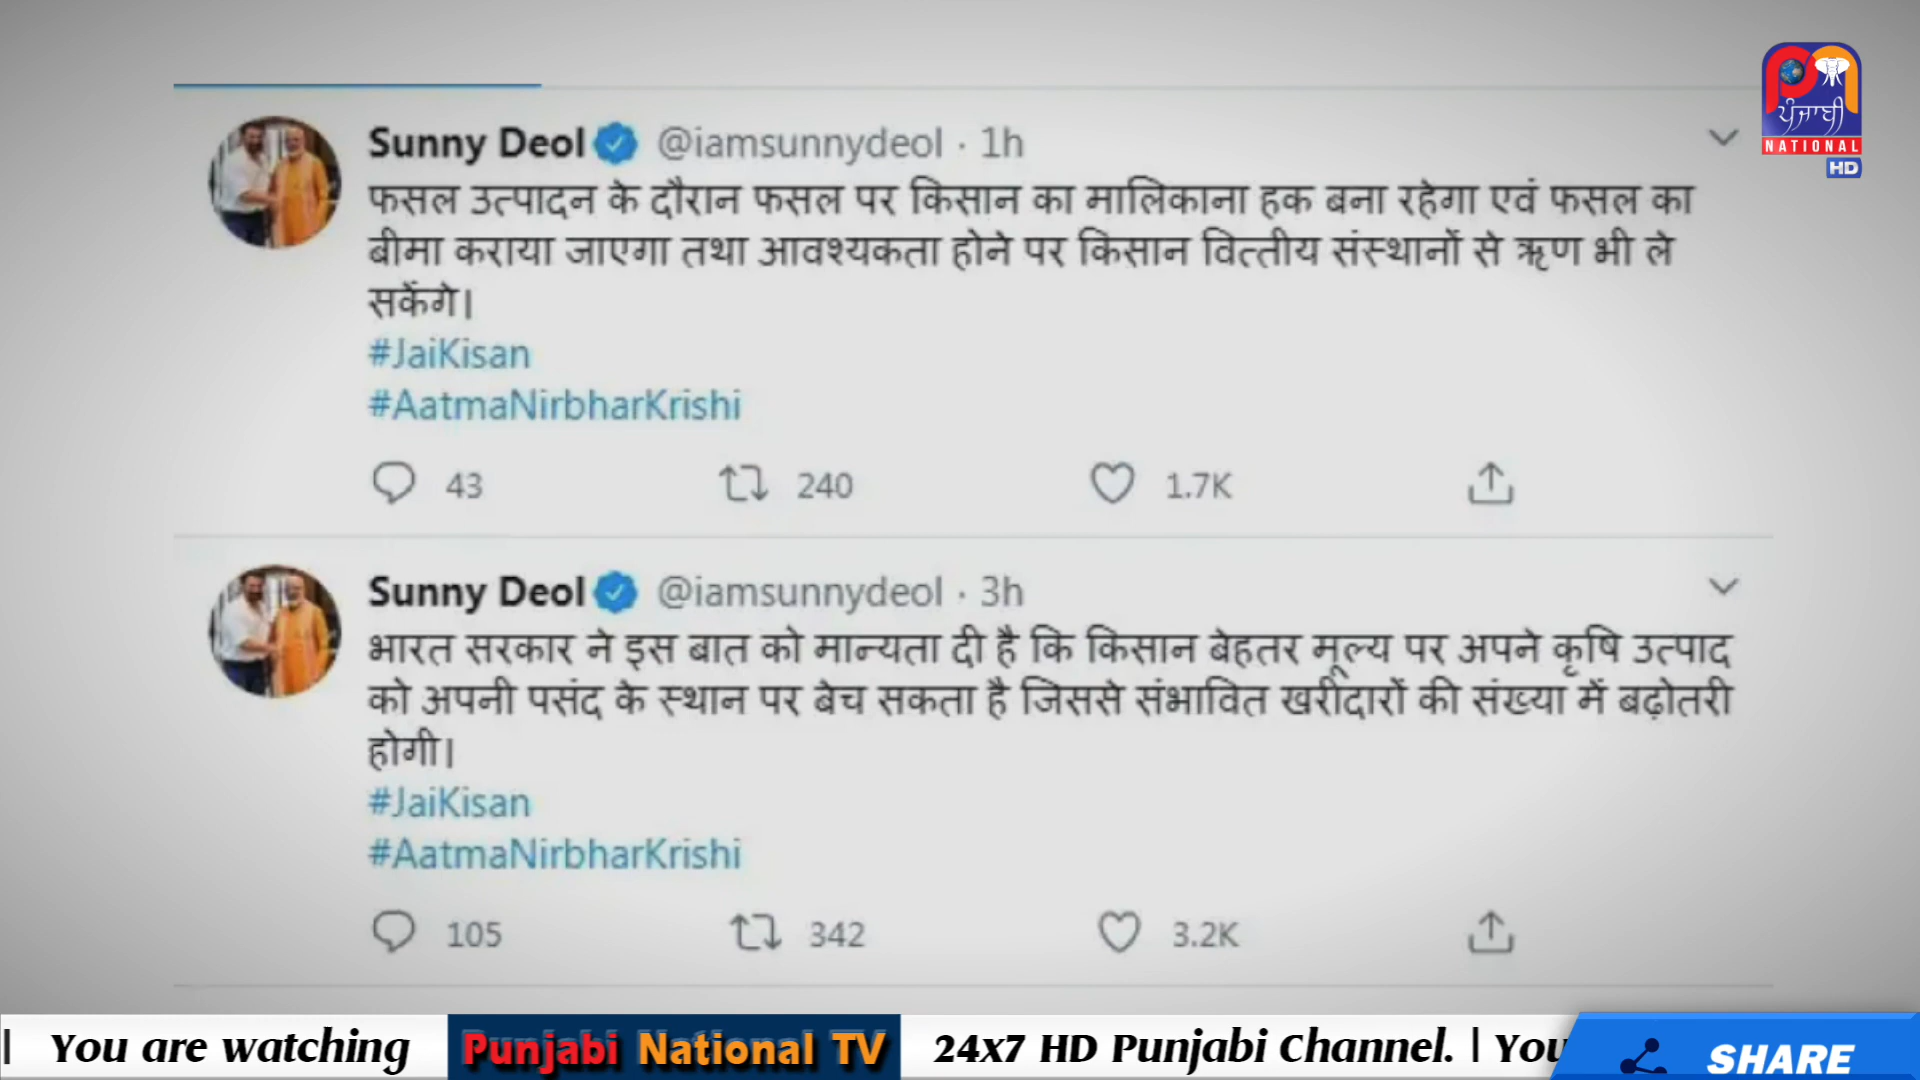 Sunny Deol @iamsunnydeol · 1h
फसल उत्पादन के दौरान फसल पर किसान का मालिकाना हक बना रहेगा एवं फसल का
बीमा कराया जाएगा तथा आवश्यकता होने पर किसान वित्तीय संस्थानों से ऋण भी ले
सकेंगे।
#JaiKisan
#AatmaNirbharKrishi
43 240 1.7K
Sunny Deol @iamsunnydeol · 3h
भारत सरकार ने इस बात को मान्यता दी है कि किसान बेहतर मूल्य पर अपने कृषि उत्पाद
को अपनी पसंद के स्थान पर बेच सकता है जिससे संभावित खरीदारों की संख्या में बढ़ोतरी
होगी।
#JaiKisan
#AatmaNirbharKrishi
105 342 3.2K
ਪੰਜਾਬੀ
NATIONAL
HD
| You are watching Punjabi National TV 24x7 HD Punjabi Channel. | You
SHARE